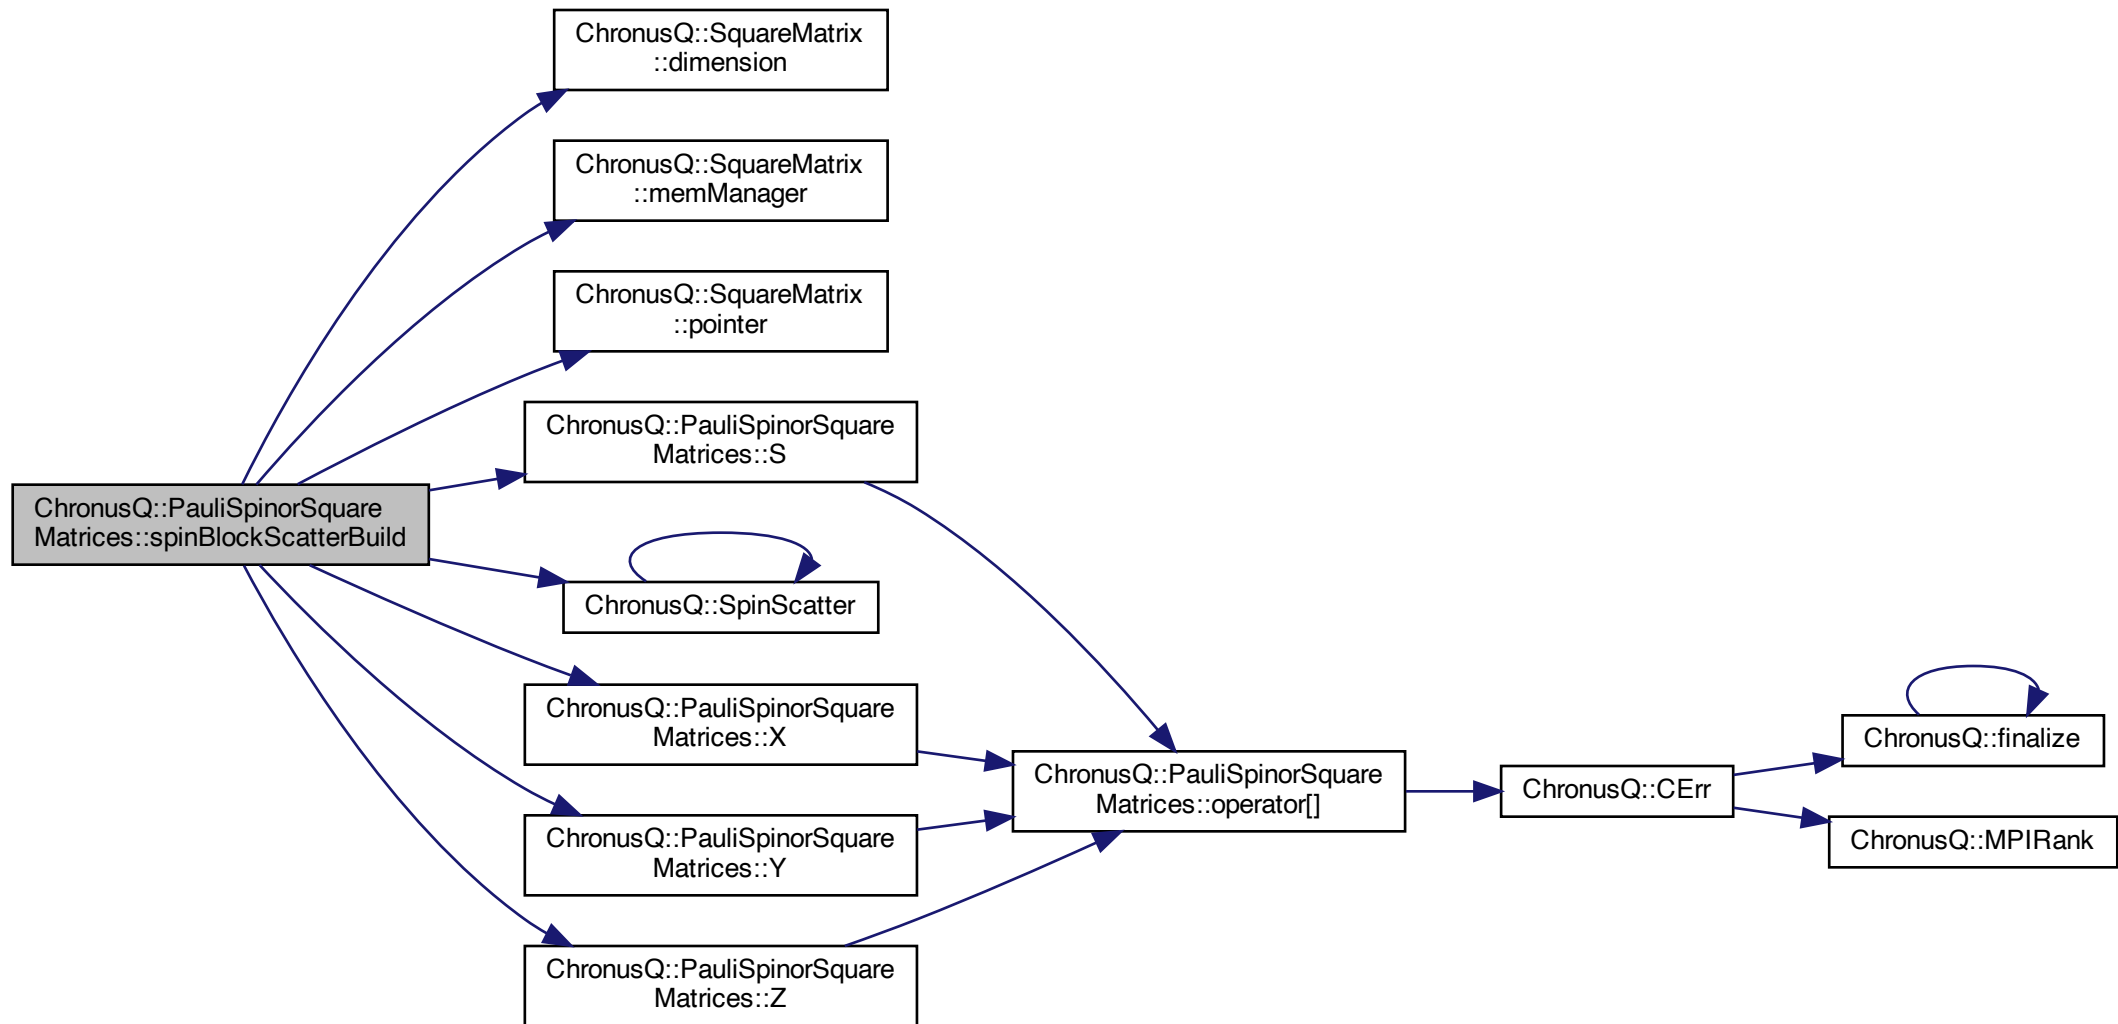 ChronusQ::SquareMatrix
::dimension
ChronusQ::SquareMatrix
::memManager
ChronusQ::SquareMatrix
::pointer
ChronusQ::PauliSpinorSquare
Matrices::S
ChronusQ::PauliSpinorSquare
Matrices::spinBlockScatterBuild
ChronusQ::SpinScatter
ChronusQ::PauliSpinorSquare
Matrices::X
ChronusQ::PauliSpinorSquare
Matrices::operator[]
ChronusQ::CErr
ChronusQ::finalize
ChronusQ::MPIRank
ChronusQ::PauliSpinorSquare
Matrices::Y
ChronusQ::PauliSpinorSquare
Matrices::Z